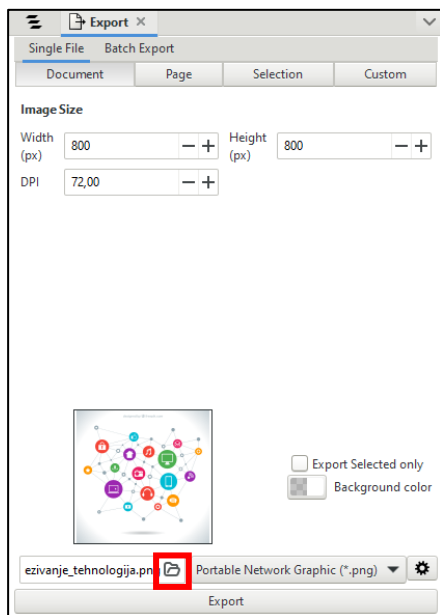 Export
Single File Batch Export
Document Page Selection Custom
Image Size
Width (px) 800 Height (px) 800
DPI 72,00
Export Selected only
Background color
ezivanje_tehnologija.png Portable Network Graphic (*.png)
Export